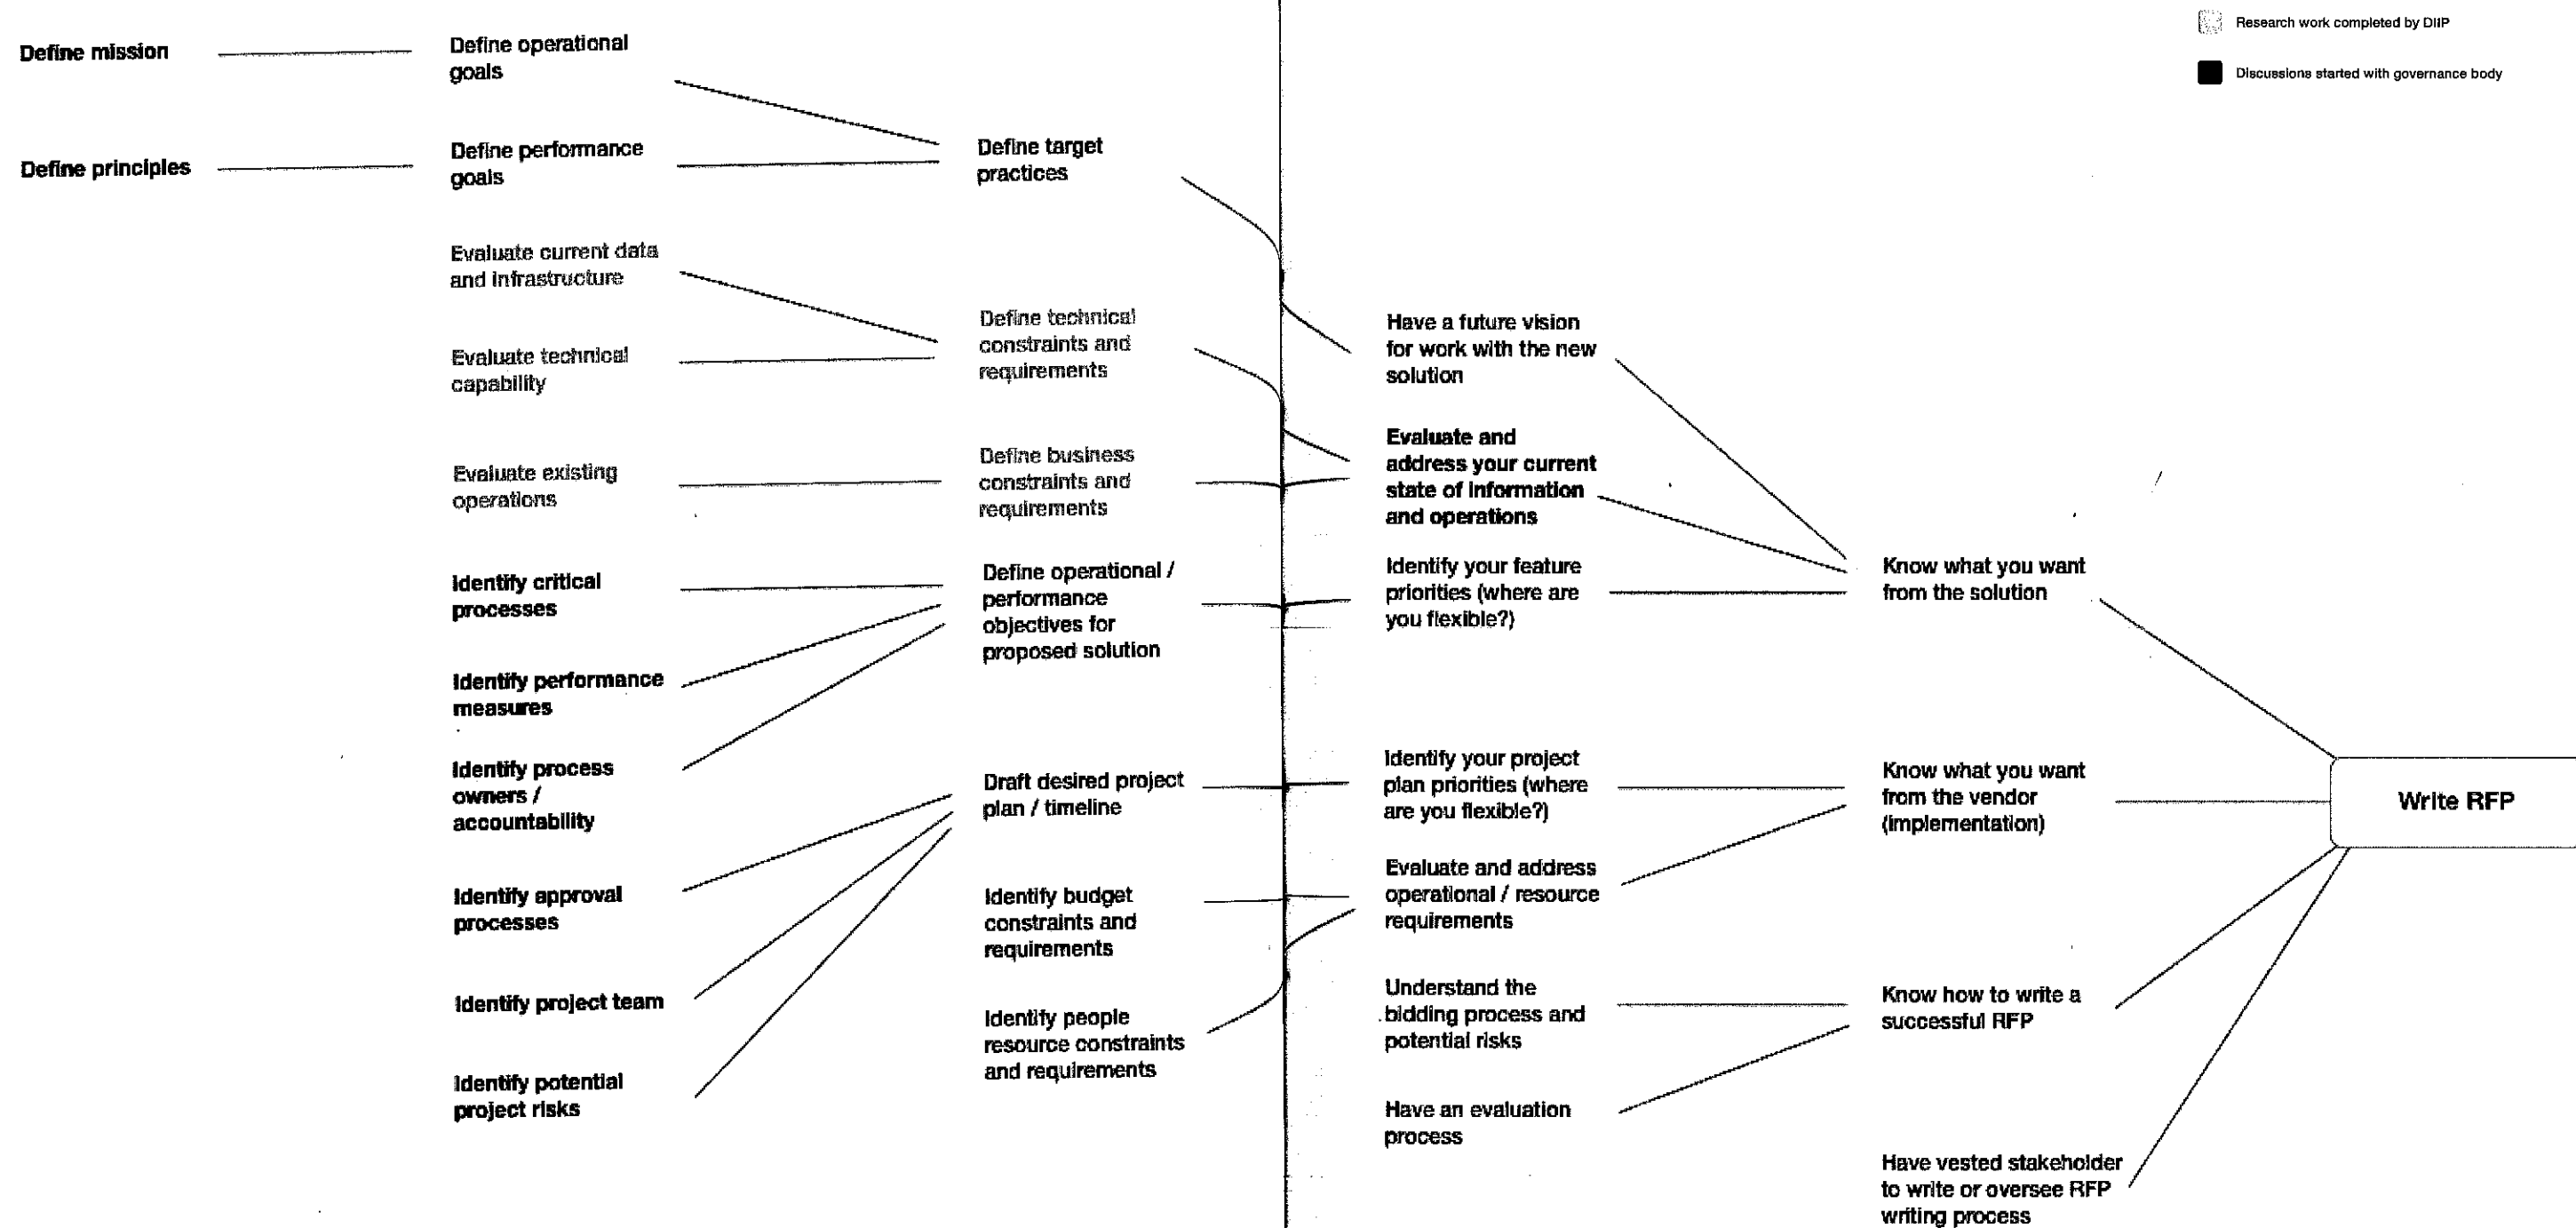 Research work completed by DIIP
Discussions started with governance body
Define mission
Define principles
Define operational
goals
Define performance
goals
Evaluate current data
and infrastructure
Evaluate technical
capability
Evaluate existing
operations
Identify critical
processes
Identify performance
measures
Identify process
owners /
accountability
Identify approval
processes
Identify project team
Identify potential
project risks
Define target
practices
Define technical
constraints and
requirements
Define business
constraints and
requirements
Define operational /
performance
objectives for
proposed solution
Draft desired project
plan / timeline
Identify budget
constraints and
requirements
Identify people
resource constraints
and requirements
Have a future vision
for work with the new
solution
Evaluate and
address your current
state of information
and operations
Identify your feature
priorities (where are
you flexible?)
Identify your project
plan priorities (where
are you flexible?)
Evaluate and address
operational / resource
requirements
Understand the
bidding process and
potential risks
Have an evaluation
process
Know what you want
from the solution
Know what you want
from the vendor
(implementation)
Know how to write a
successful RFP
Have vested stakeholder
to write or oversee RFP
writing process
Write RFP